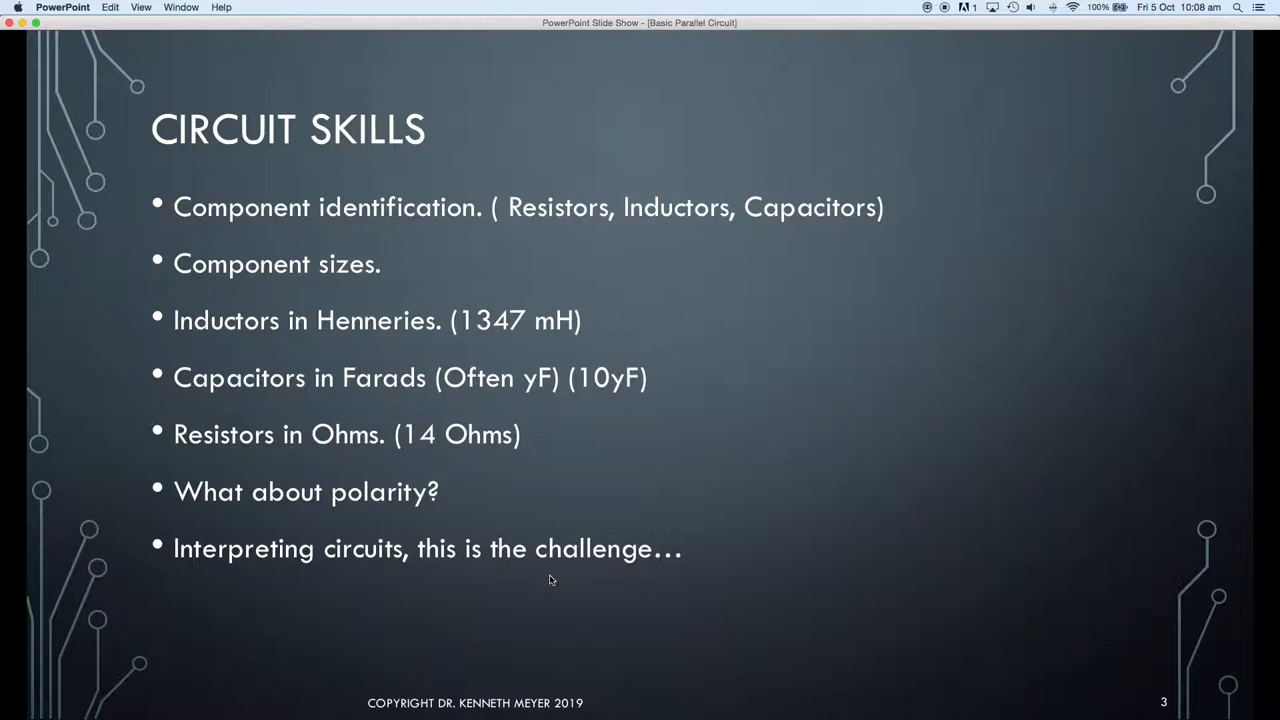 PowerPoint Edit View Window Help 1 100% Fri 5 Oct 10:08 am
PowerPoint Slide Show - [Basic Parallel Circuit]
CIRCUIT SKILLS
• Component identification. ( Resistors, Inductors, Capacitors)
• Component sizes.
• Inductors in Henneries. (1347 mH)
• Capacitors in Farads (Often yF) (10yF)
• Resistors in Ohms. (14 Ohms)
• What about polarity?
• Interpreting circuits, this is the challenge…
COPYRIGHT DR. KENNETH MEYER 2019
3